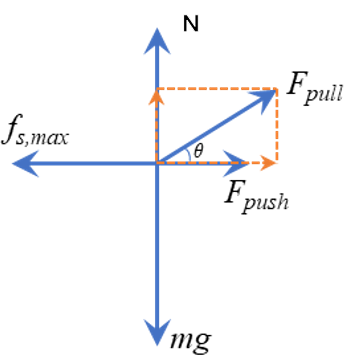 N
F_pull
f_s,max
θ
F_push
mg